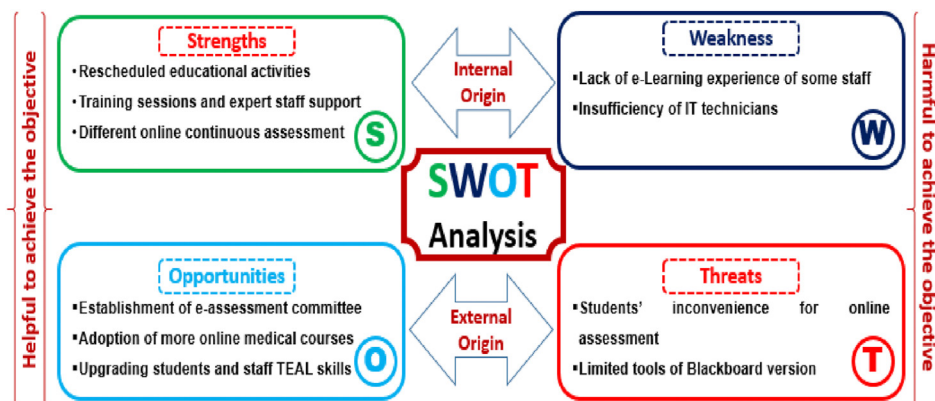 Helpful to achieve the objective
Strengths
•Rescheduled educational activities
•Training sessions and expert staff support
•Different online continuous assessment
S
Internal
Origin
Weakness
▪Lack of e-Learning experience of some staff
▪Insufficiency of IT technicians
W
Harmful to achieve the objective
SWOT
Analysis
Opportunities
▪Establishment of e-assessment committee
▪Adoption of more online medical courses
▪Upgrading students and staff TEAL skills
O
External
Origin
Threats
▪Students' inconvenience for online
assessment
▪Limited tools of Blackboard version
T